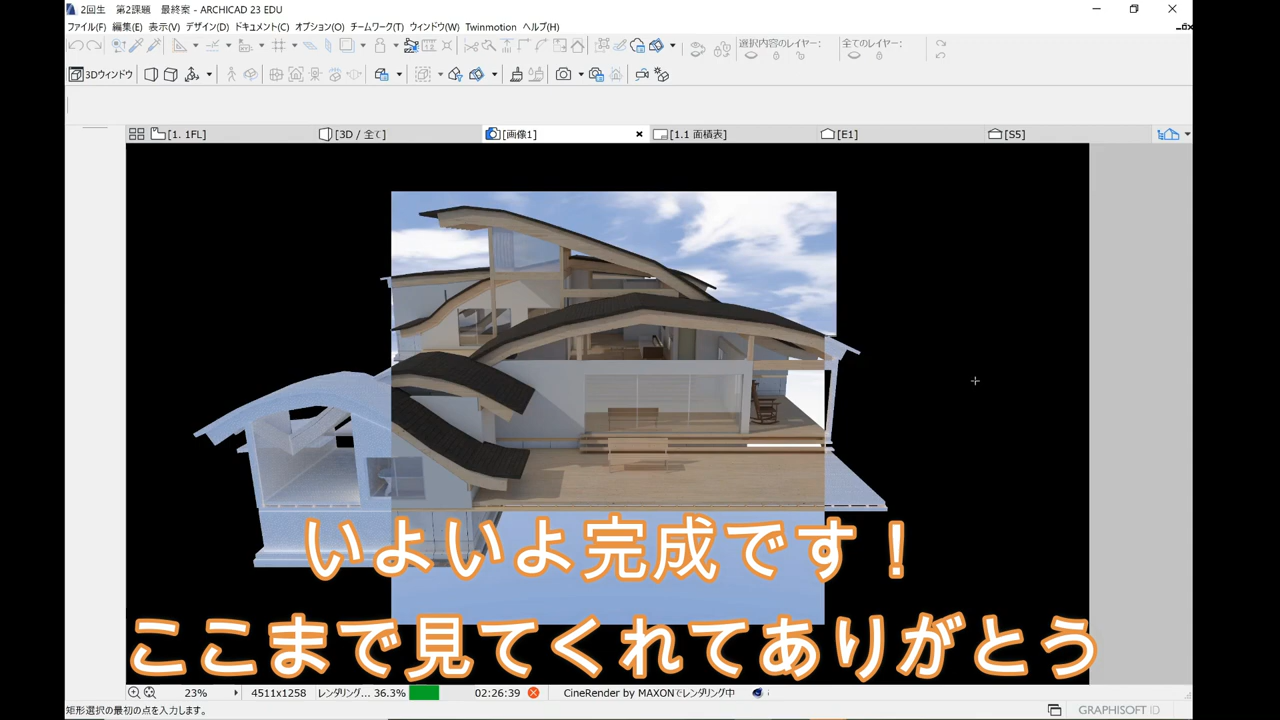 2回生　第2課題　最終案 - ARCHICAD 23 EDU
ファイル(F) 編集(E) 表示(V) デザイン(D) ドキュメント(C) オプション(O) チームワーク(T) ウィンドウ(W) Twinmotion ヘルプ(H)
選択内容のレイヤー: 全てのレイヤー:
3Dウィンドウ
[1. 1FL] [3D / 全て] [画像1] [1.1 面積表] [E1] [S5]
いよいよ完成です！
ここまで見てくれてありがとう
23% 4511x1258 レンダリング... 36.3% 02:26:39 CineRender by MAXONでレンダリング中
矩形選択の最初の点を入力します。 GRAPHISOFT ID